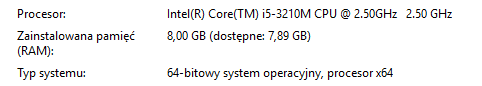 Procesor: Intel(R) Core(TM) i5-3210M CPU @ 2.50GHz 2.50 GHz
Zainstalowana pamięć 8,00 GB (dostępne: 7,89 GB)
(RAM):
Typ systemu: 64-bitowy system operacyjny, procesor x64